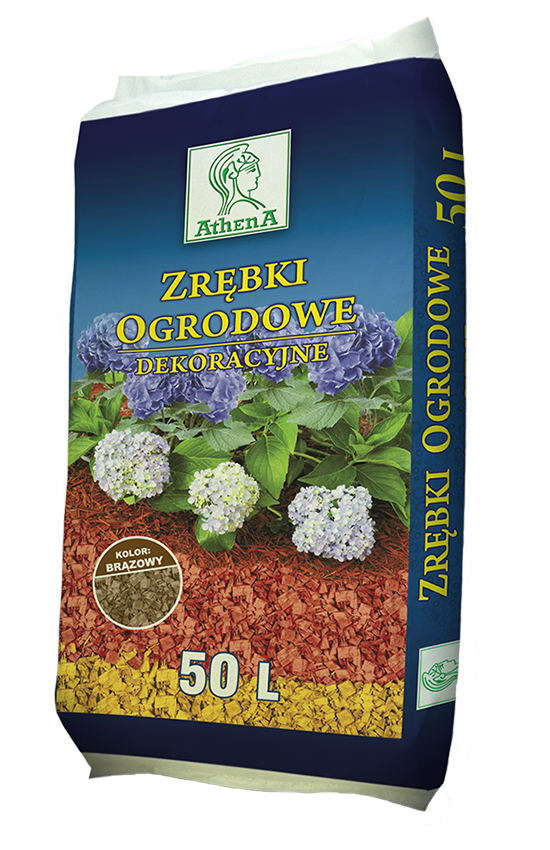 AthenA
ZRĘBKI
OGRODOWE
DEKORACYJNE
KOLOR:
BRĄZOWY
50 L
ZRĘBKI OGRODOWE 50 L